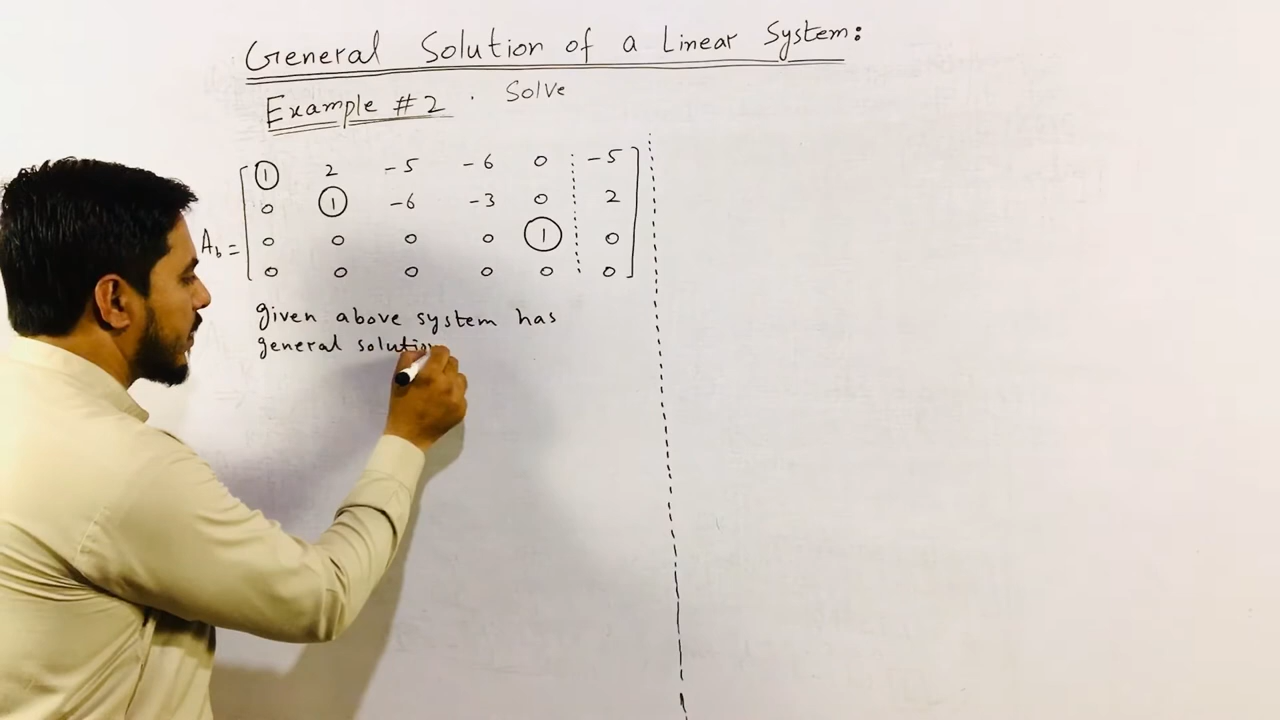 General Solution of a Linear System:
Example #2. Solve
1 2 -5 -6 0 -5
0 1 -6 -3 0 2
A_b =
0 0 0 0 1 0
0 0 0 0 0 0
given above system has
general solution